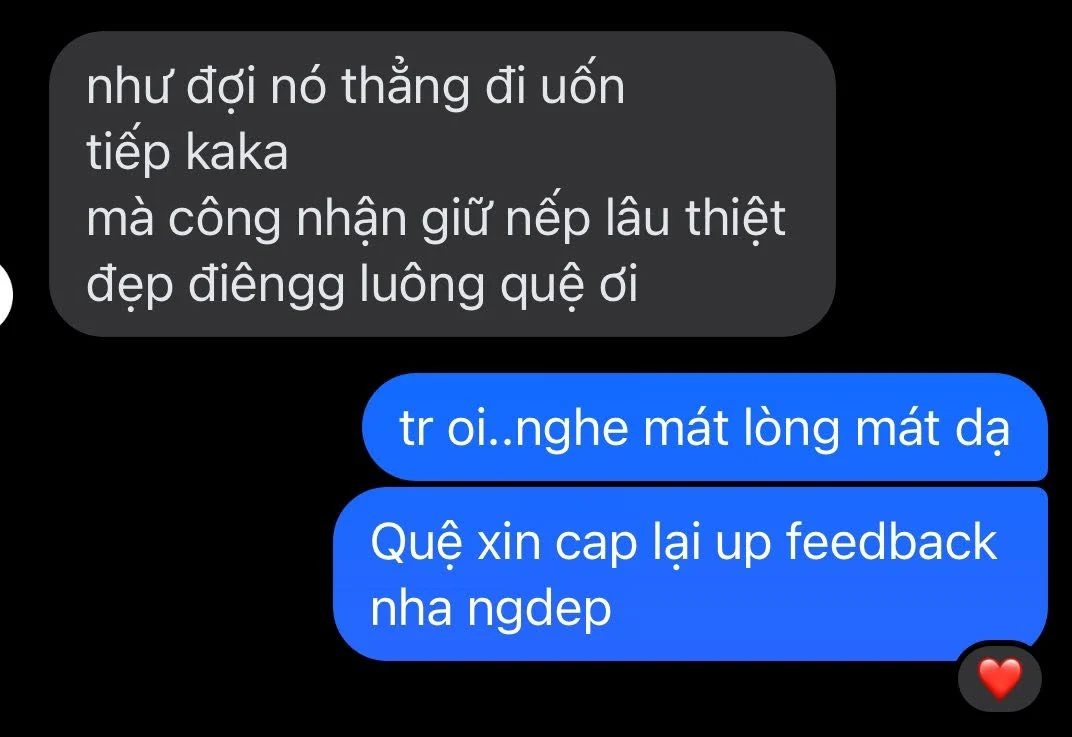 như đợi nó thẳng đi uốn
tiếp kaka
mà công nhận giữ nếp lâu thiệt
đẹp điêngg luông quệ ơi
tr oi..nghe mát lòng mát dạ
Quệ xin cap lại up feedback
nha ngdep